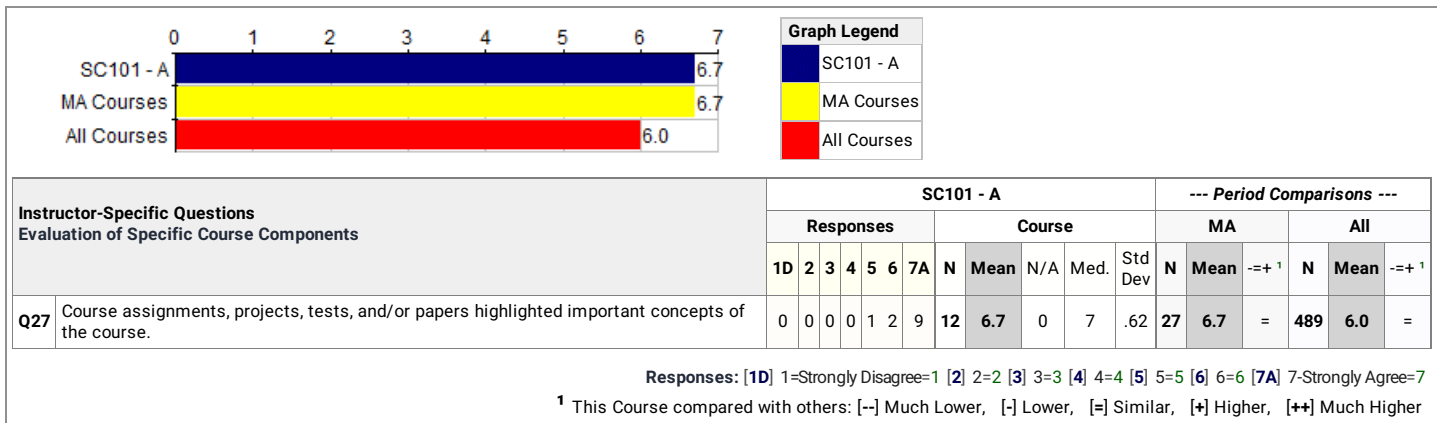 0 1 2 3 4 5 6 7
SC101 - A 6.7
MA Courses 6.7
All Courses 6.0
Graph Legend
SC101 - A
MA Courses
All Courses
Instructor-Specific Questions
Evaluation of Specific Course Components
SC101 - A --- Period Comparisons ---
Responses Course MA All
1D 2 3 4 5 6 7A N Mean N/A Med. Std Dev N Mean -=+ ¹ N Mean -=+ ¹
Q27 Course assignments, projects, tests, and/or papers highlighted important concepts of
the course.
0 0 0 0 1 2 9 12 6.7 0 7 .62 27 6.7 = 489 6.0 =
Responses: [1D] 1=Strongly Disagree=1 [2] 2=2 [3] 3=3 [4] 4=4 [5] 5=5 [6] 6=6 [7A] 7-Strongly Agree=7
¹ This Course compared with others: [--] Much Lower, [-] Lower, [=] Similar, [+] Higher, [++] Much Higher